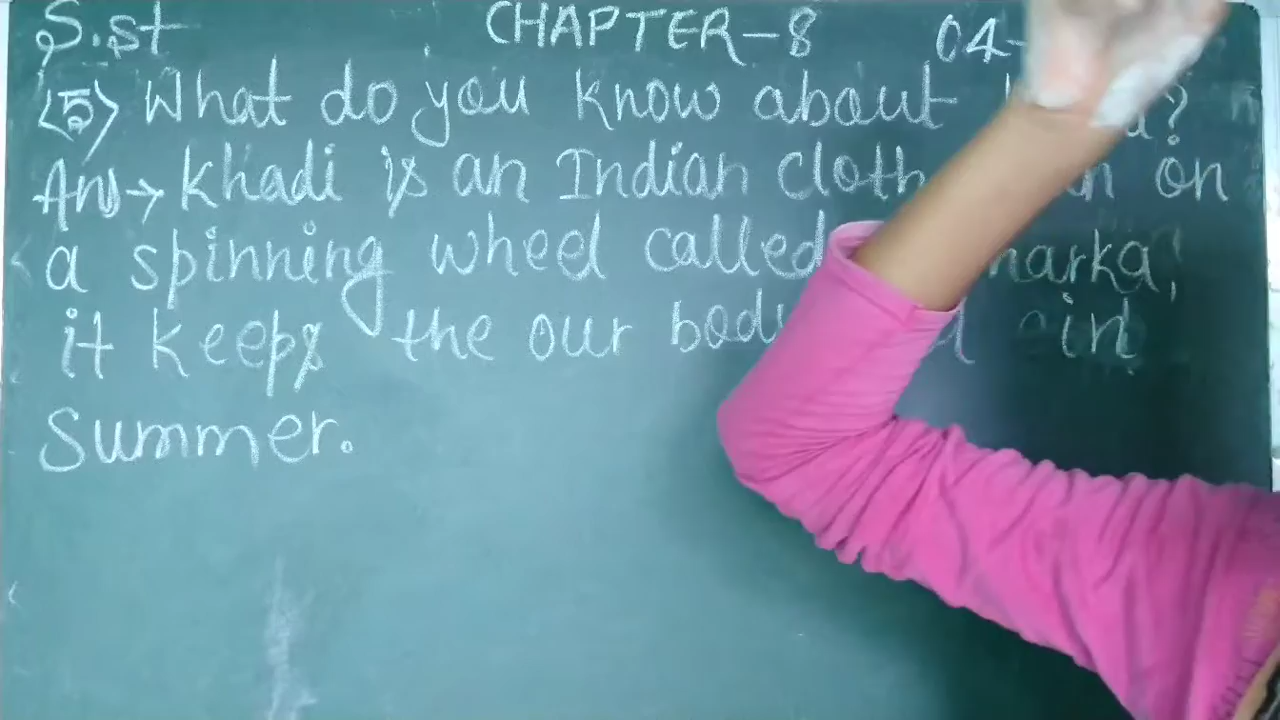 S.st CHAPTER-8 04-
<5> What do you know about ?
Ans→ Khadi is an Indian cloth on
a spinning wheel called
it keeps the our body in
Summer.